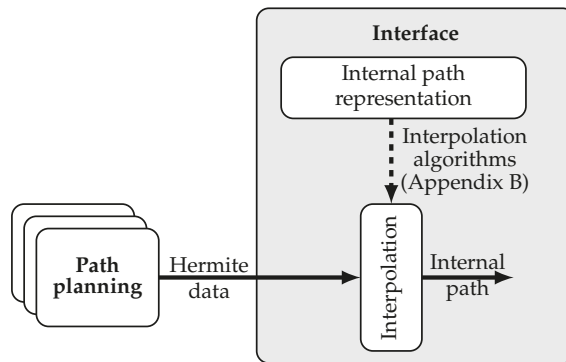 Interface
Internal path
representation
Interpolation
algorithms
(Appendix B)
Path
planning
Hermite
data
Interpolation
Internal
path